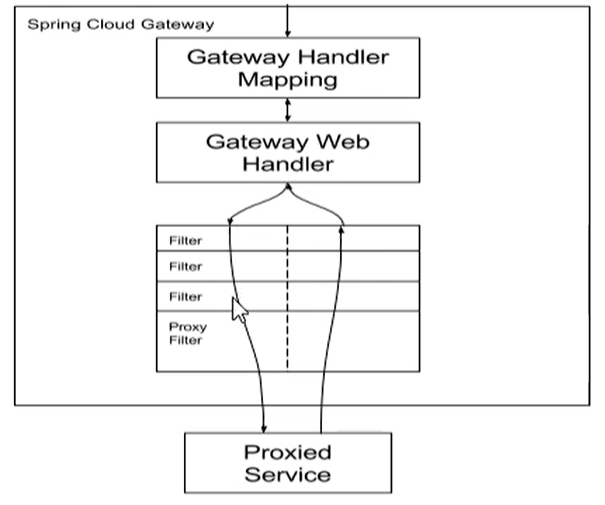 Spring Cloud Gateway
Gateway Handler
Mapping
Gateway Web
Handler
Filter
Filter
Filter
Proxy
Filter
Proxied
Service